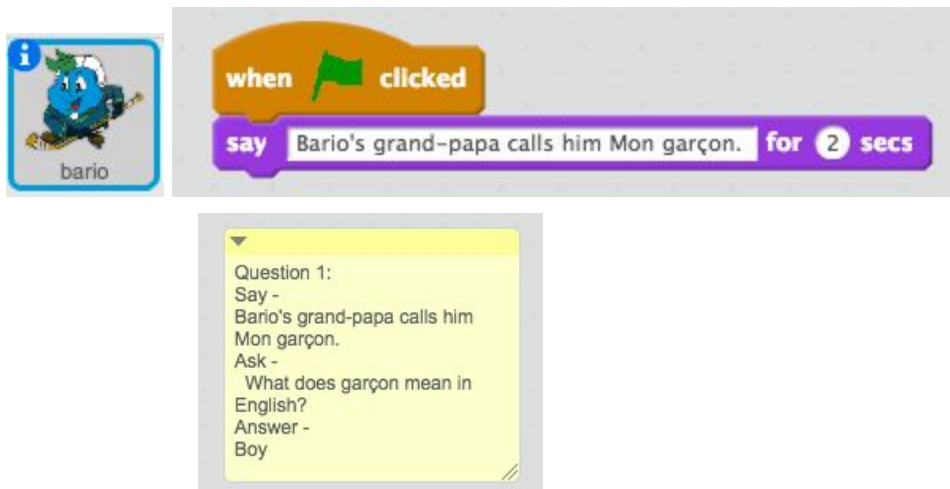 i
bario
when clicked
say Bario's grand-papa calls him Mon garçon. for 2 secs
Question 1:
Say -
Bario's grand-papa calls him
Mon garçon.
Ask -
What does garçon mean in
English?
Answer -
Boy